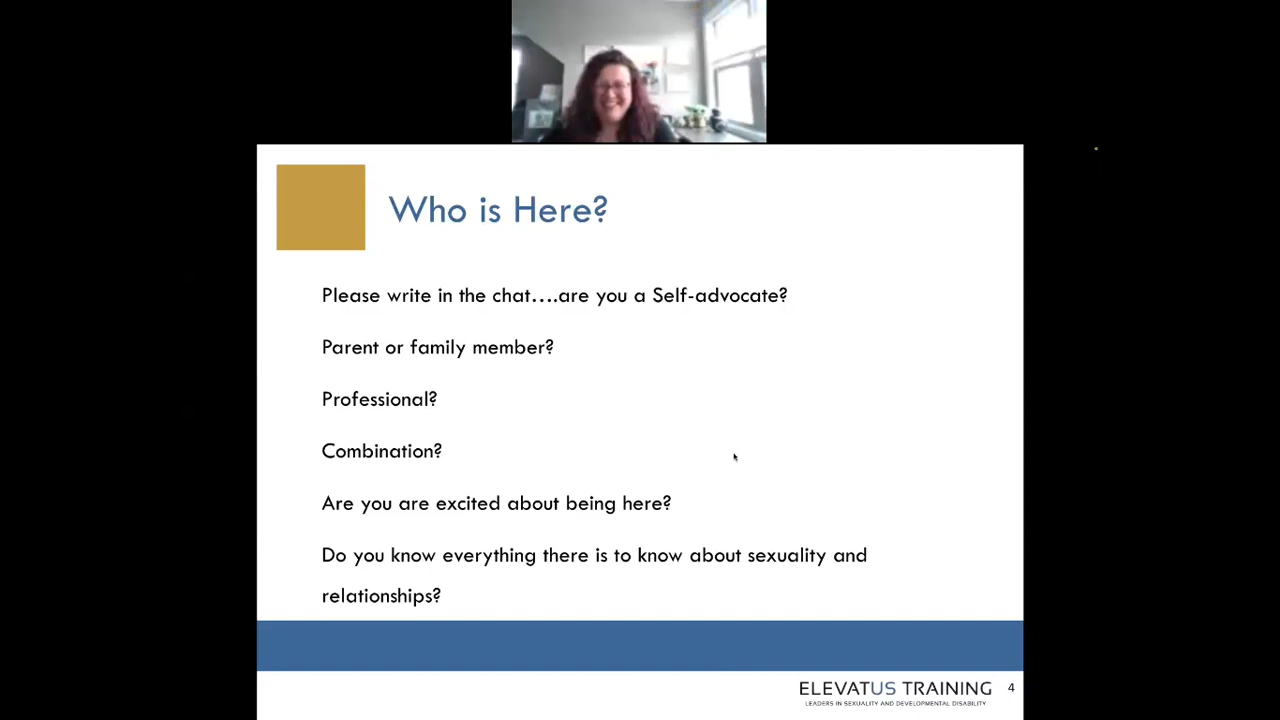 Who is Here?
Please write in the chat....are you a Self-advocate?
Parent or family member?
Professional?
Combination?
Are you are excited about being here?
Do you know everything there is to know about sexuality and
relationships?
ELEVATUS TRAINING
LEADERS IN SEXUALITY AND DEVELOPMENTAL DISABILITY
4